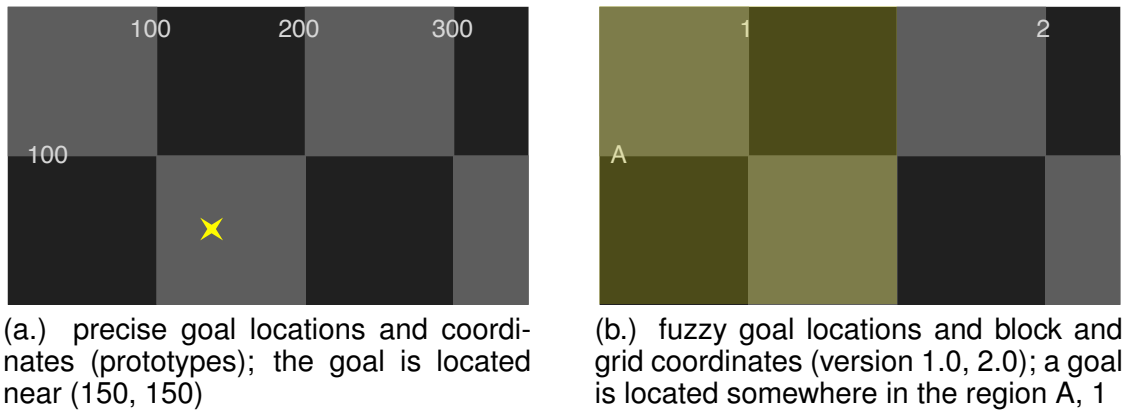 100 200 300
100
1 2
A
(a.) precise goal locations and coordi-
nates (prototypes); the goal is located
near (150, 150)
(b.) fuzzy goal locations and block and
grid coordinates (version 1.0, 2.0); a goal
is located somewhere in the region A, 1